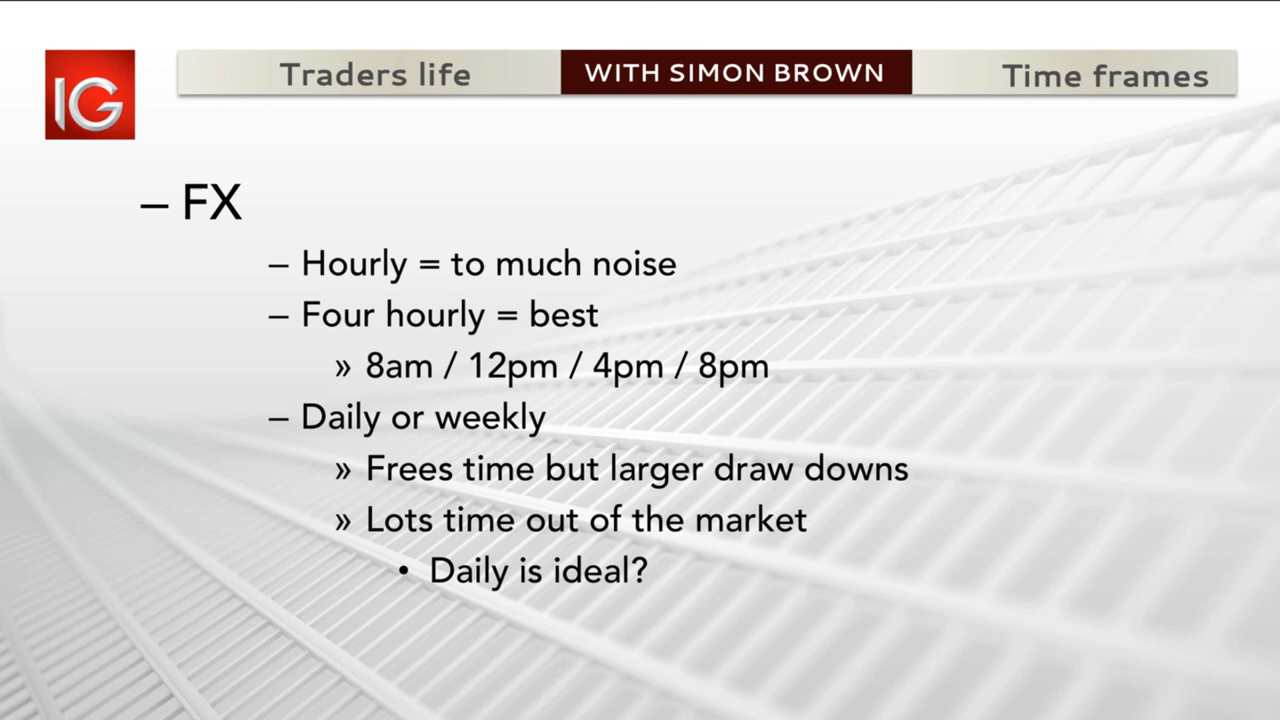 IG
Traders life
WITH SIMON BROWN
Time frames
– FX
– Hourly = to much noise
– Four hourly = best
» 8am / 12pm / 4pm / 8pm
– Daily or weekly
» Frees time but larger draw downs
» Lots time out of the market
• Daily is ideal?